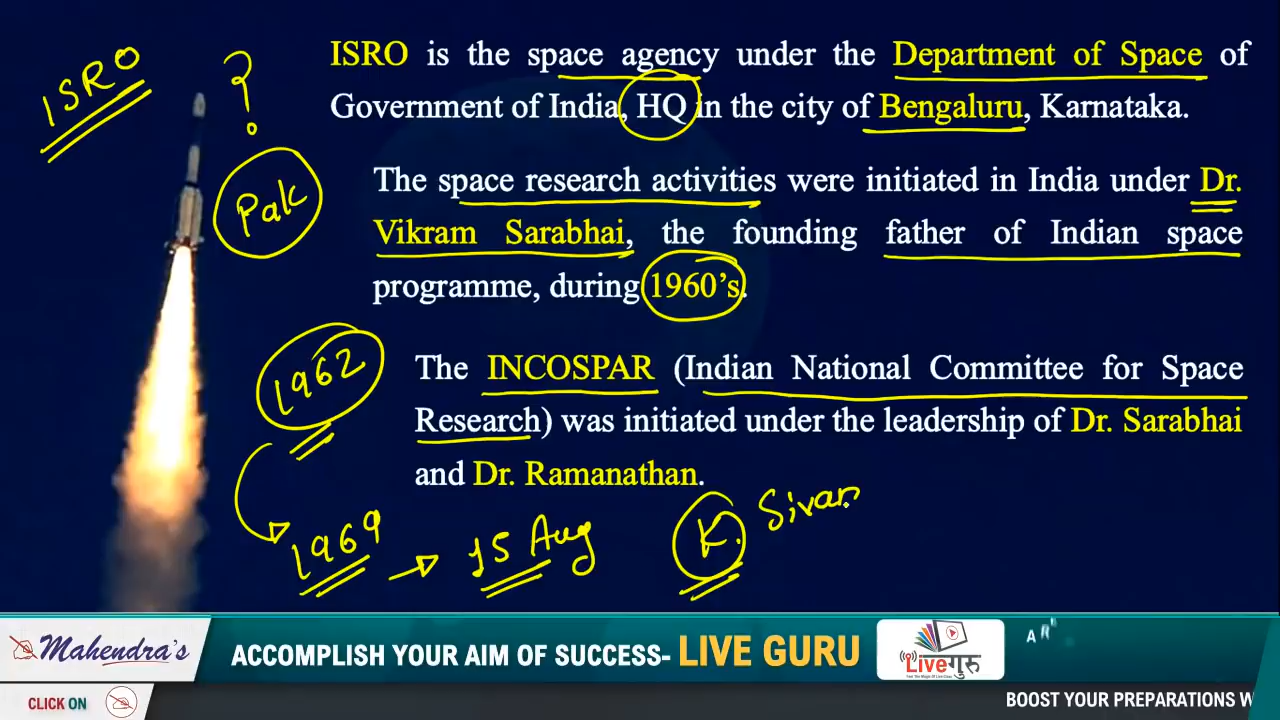 ISRO
?
Pak
ISRO is the space agency under the Department of Space of
Government of India, HQ in the city of Bengaluru, Karnataka.
The space research activities were initiated in India under Dr.
Vikram Sarabhai, the founding father of Indian space
programme, during 1960's.
1962
The INCOSPAR (Indian National Committee for Space
Research) was initiated under the leadership of Dr. Sarabhai
and Dr. Ramanathan.
1969
15 Aug
K. Sivan
Mahendra's
ACCOMPLISH YOUR AIM OF SUCCESS- LIVE GURU
Liveगुरु
A R
CLICK ON
BOOST YOUR PREPARATIONS W